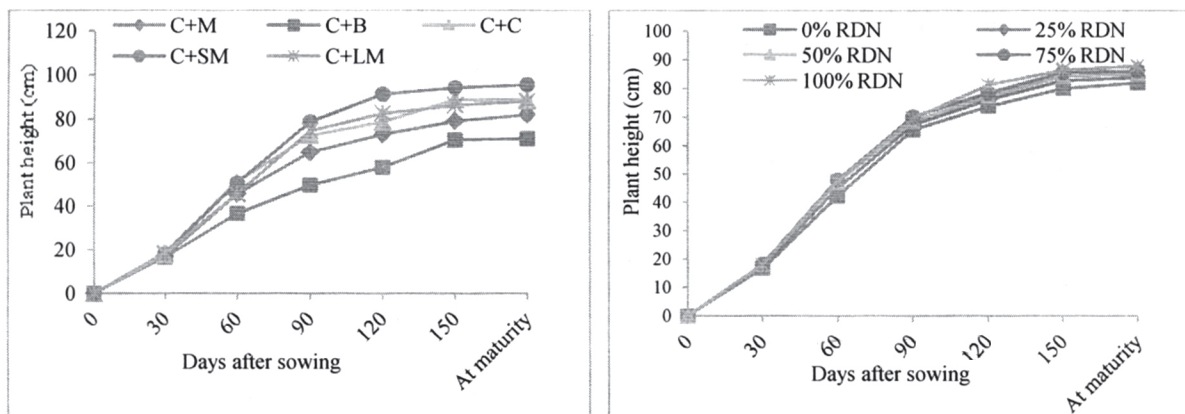 120
100
80
60
40
20
0
Plant height (cm)
C+M C+B C+C
C+SM C+LM
0 30 60 90 120 150 At maturity
Days after sowing
100
90
80
70
60
50
40
30
20
10
0
Plant height (cm)
0% RDN 25% RDN
50% RDN 75% RDN
100% RDN
0 30 60 90 120 150 At maturity
Days after sowing